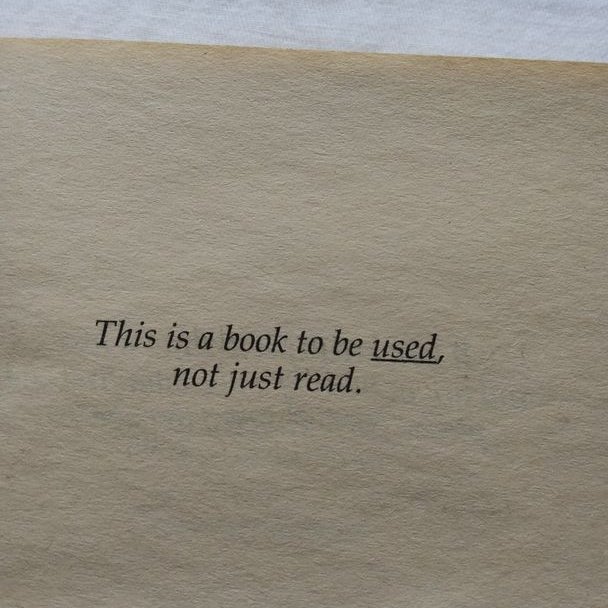 This is a book to be used,
not just read.